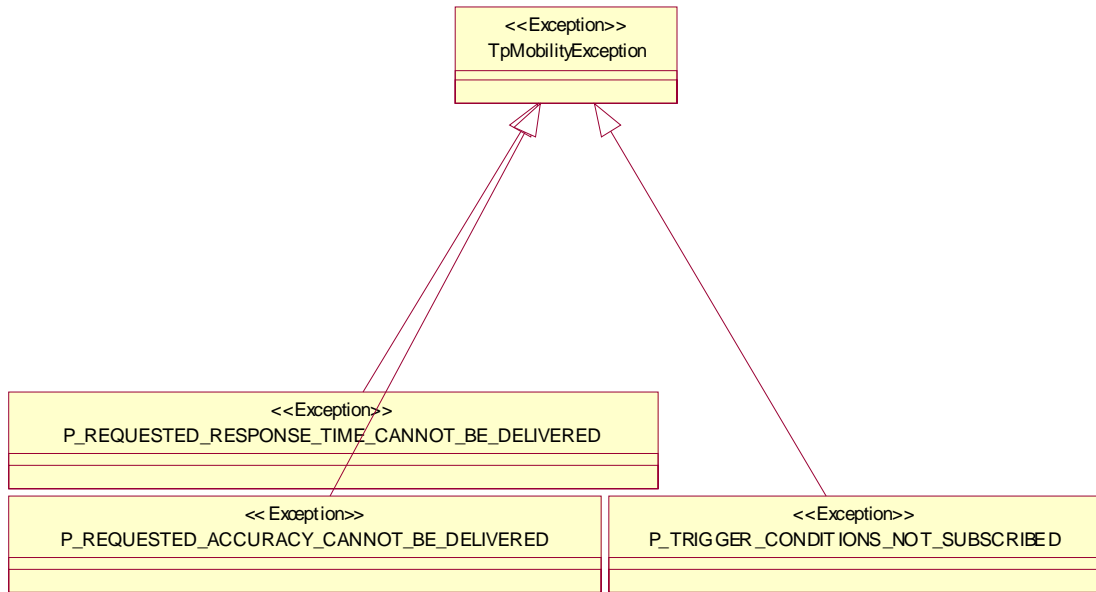 <<Exception>>
TpMobilityException
<<Exception>>
P_REQUESTED_RESPONSE_TIME_CANNOT_BE_DELIVERED
<<Exception>>
P_REQUESTED_ACCURACY_CANNOT_BE_DELIVERED
<<Exception>>
P_TRIGGER_CONDITIONS_NOT_SUBSCRIBED